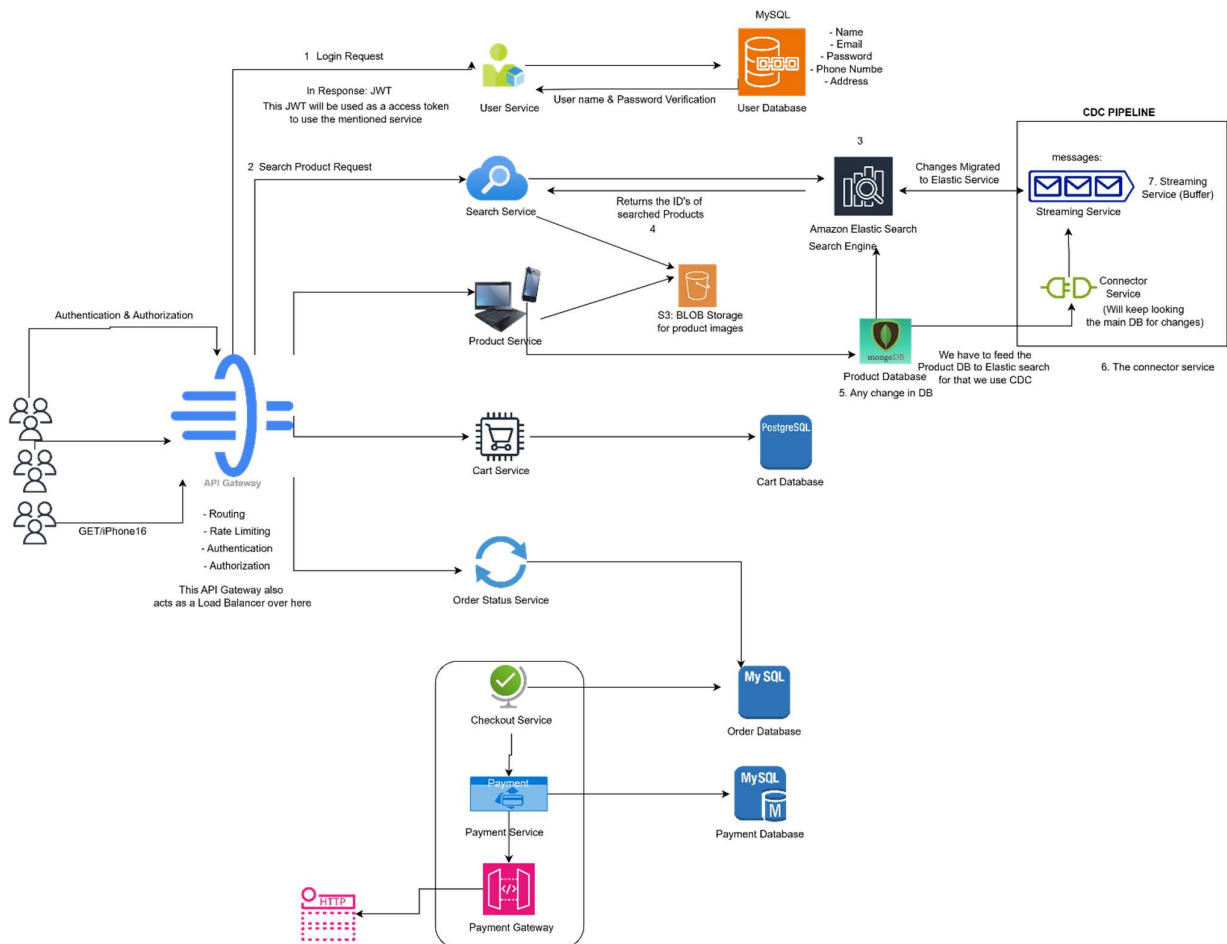 MySQL
- Name
- Email
- Password
- Phone Numbe
- Address
1 Login Request
In Response: JWT
This JWT will be used as a access token
to use the mentioned service
User Service
User name & Password Verification
User Database
CDC PIPELINE
2 Search Product Request
Search Service
Returns the ID's of
searched Products
4
3
Amazon Elastic Search
Search Engine
Changes Migrated
to Elastic Service
messages:
Streaming Service
7. Streaming
Service (Buffer)
Connector
Service
(Will keep looking
the main DB for changes)
6. The connector service
Product Service
S3: BLOB Storage
for product images
mongoDB
Product Database
5. Any change in DB
We have to feed the
Product DB to Elastic search
for that we use CDC
Authentication & Authorization
API Gateway
GET/iPhone16
- Routing
- Rate Limiting
- Authentication
- Authorization
This API Gateway also
acts as a Load Balancer over here
Cart Service
PostgreSQL
Cart Database
Order Status Service
Checkout Service
My SQL
Order Database
Payment
Payment Service
My SQL
M
Payment Database
</>
Payment Gateway
HTTP